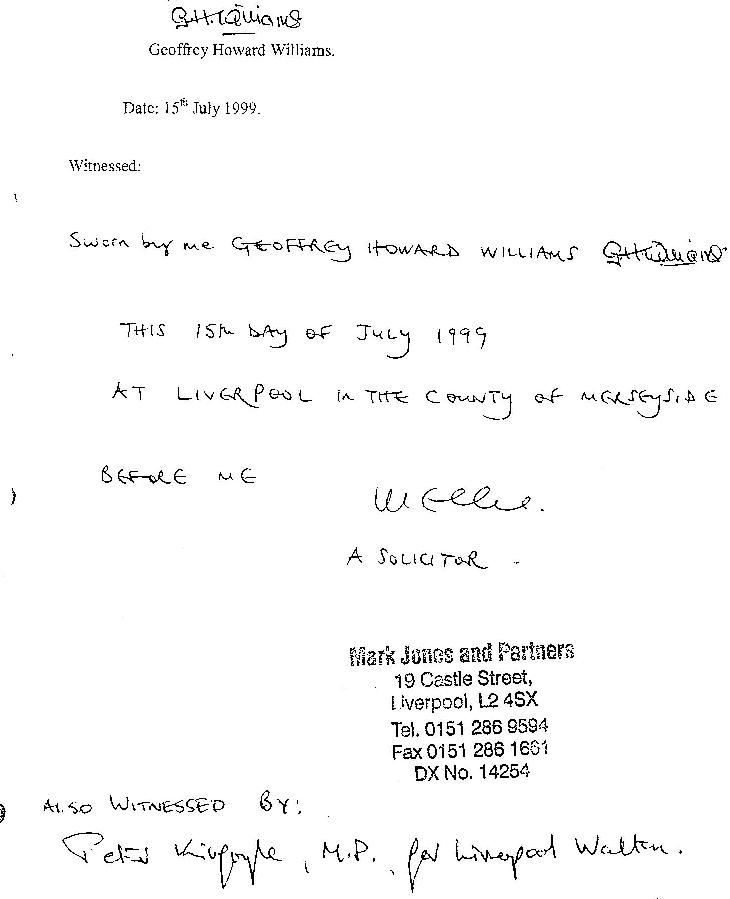 G.H. Williams
Geoffrey Howard Williams.
Date: 15th July 1999.
Witnessed:
Sworn by me GEOFFREY HOWARD WILLIAMS G.H. Williams
THIS 15th DAY OF JULY 1999
AT LIVERPOOL IN THE COUNTY OF MERSEYSIDE
BEFORE ME
A SOLICITOR
Mark Jones and Partners
19 Castle Street,
Liverpool, L2 4SX
Tel. 0151 286 9594
Fax 0151 286 1661
DX No. 14254
ALSO WITNESSED BY:
Peter Kilfoyle, M.P., for Liverpool Walton.